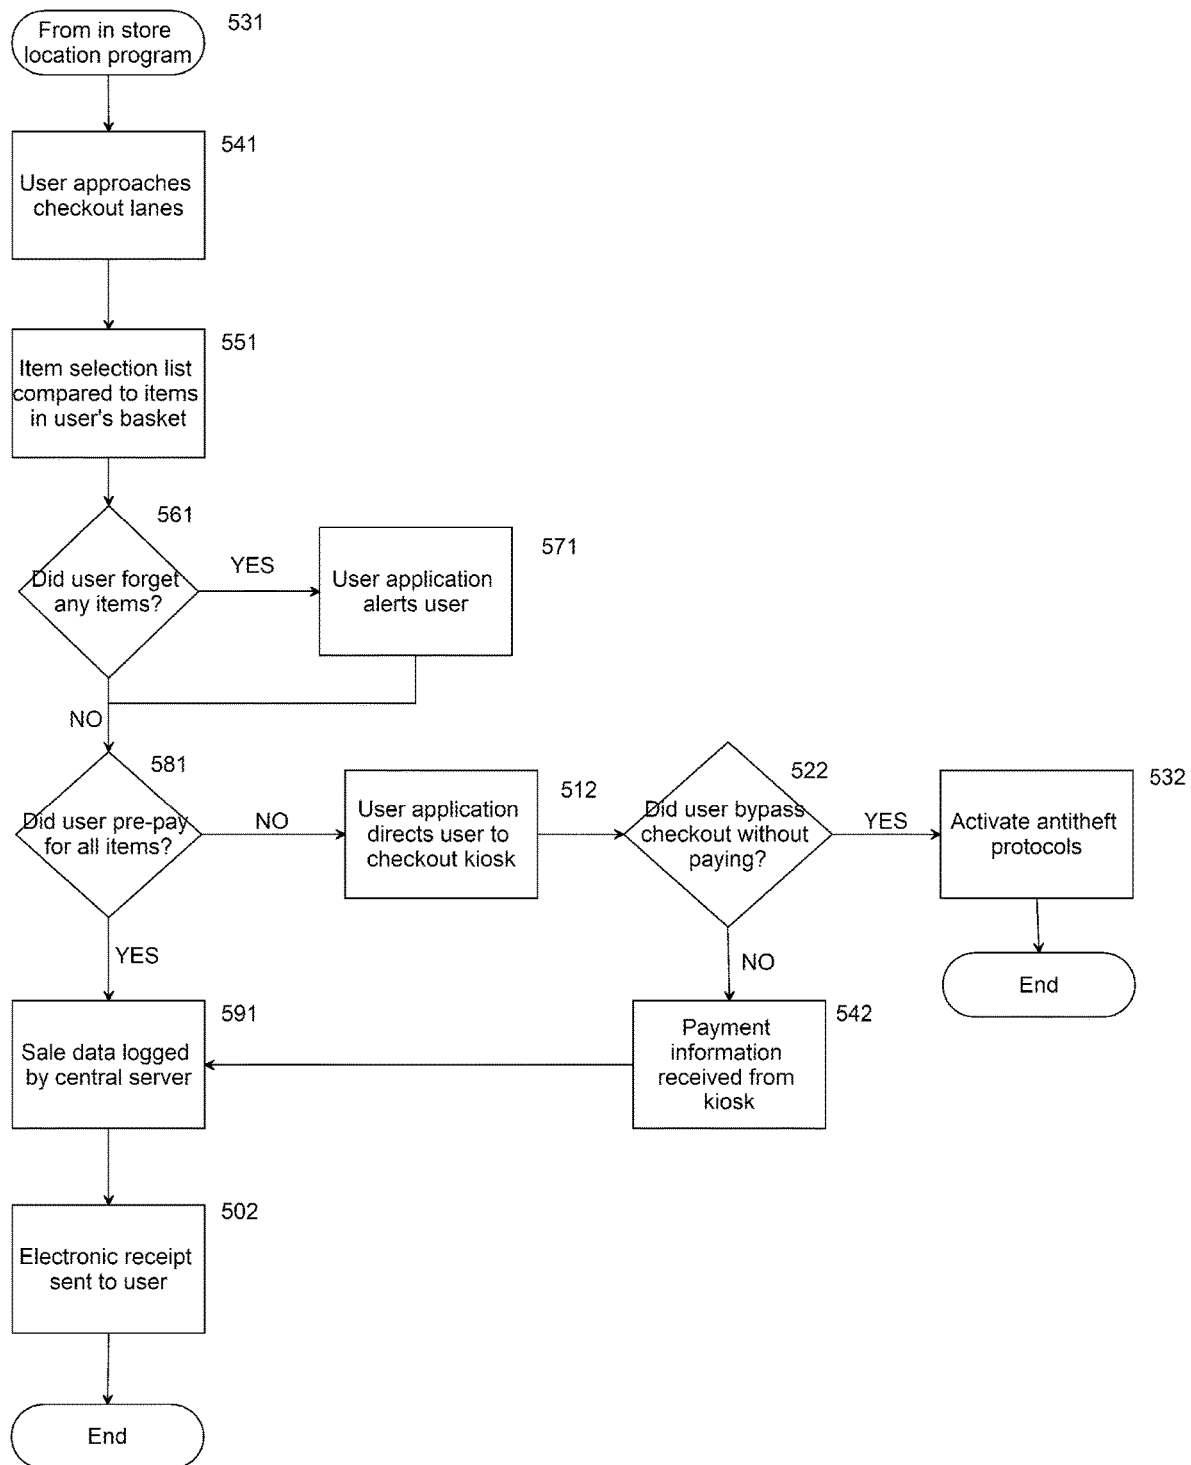 From in store
location program
531
User approaches
checkout lanes
541
Item selection list
compared to items
in user's basket
551
Did user forget
any items?
561
YES
User application
alerts user
571
NO
Did user pre-pay
for all items?
581
NO
User application
directs user to
checkout kiosk
512
Did user bypass
checkout without
paying?
522
YES
Activate antitheft
protocols
532
End
YES
NO
Sale data logged
by central server
591
Payment
information
received from
kiosk
542
Electronic receipt
sent to user
502
End